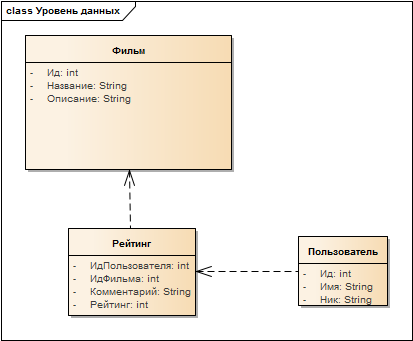 class Уровень данных
Фильм
- Ид: int
- Название: String
- Описание: String
Рейтинг
- ИдПользователя: int
- ИдФильма: int
- Комментарий: String
- Рейтинг: int
Пользователь
- Ид: int
- Имя: String
- Ник: String